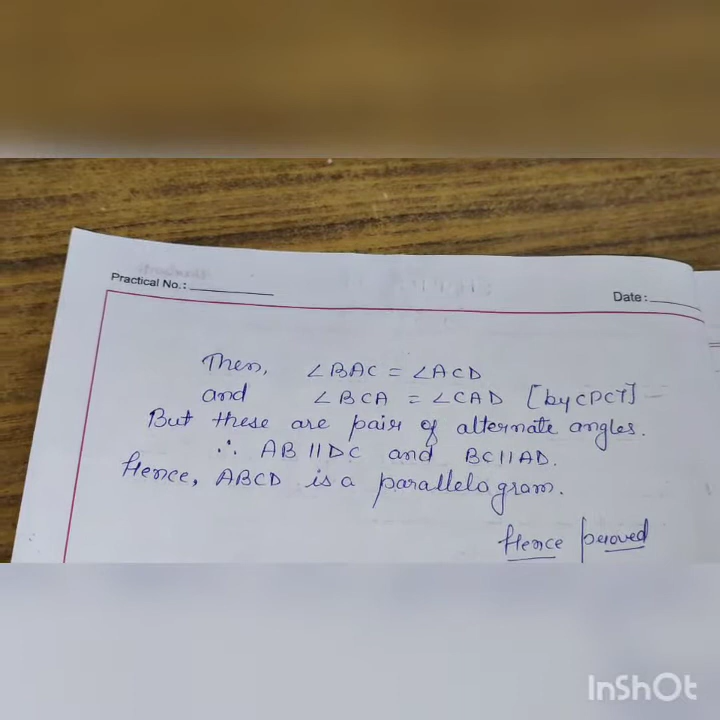 Practical No.:
Date:
Then, ∠BAC = ∠ACD
and ∠BCA = ∠CAD [by CPCT]
But these are pair of alternate angles.
∴ AB || DC and BC || AD.
Hence, ABCD is a parallelogram.
Hence proved
InShOt